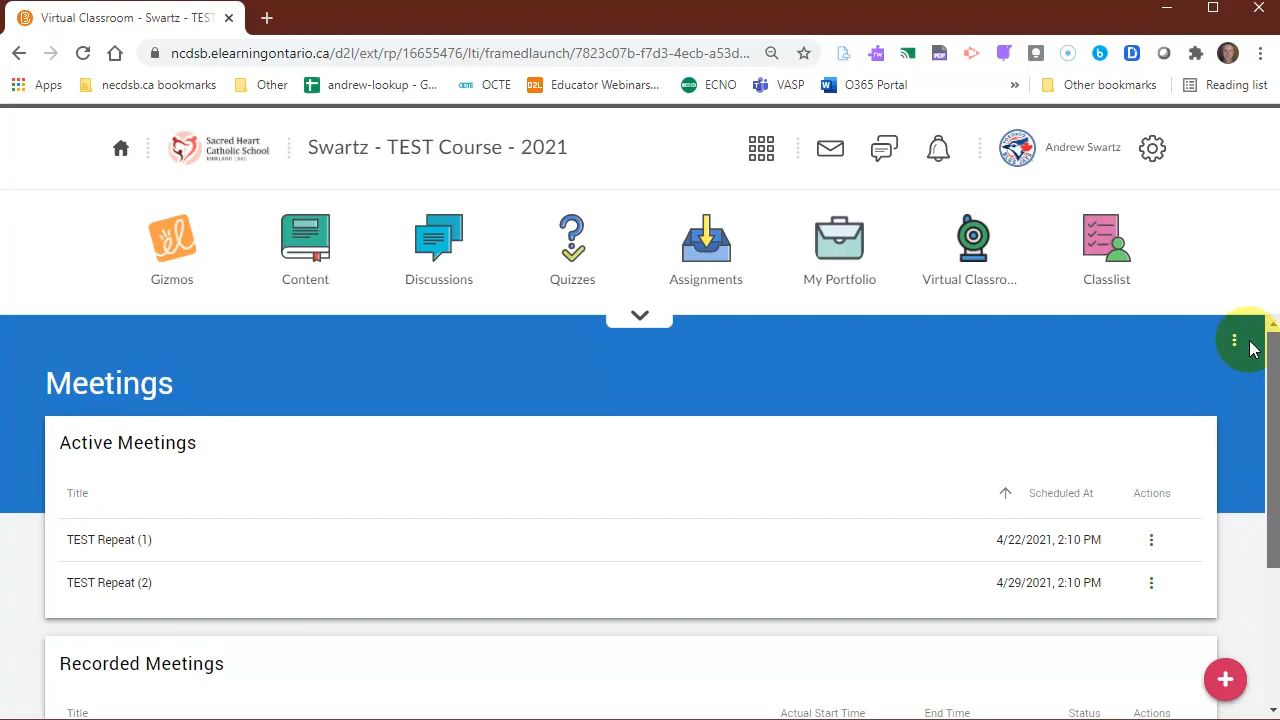 Virtual Classroom - Swartz - TEST
ncdsb.elearningontario.ca/d2l/ext/rp/16655476/lti/framedlaunch/7823c07b-f7d3-4ecb-a53d...
Apps necdsb.ca bookmarks Other andrew-lookup - G... OCTE D2L Educator Webinars... ECNO VASP O365 Portal » Other bookmarks Reading list
Sacred Heart
Catholic School
KIRKLAND LAKE
Swartz - TEST Course - 2021
Andrew Swartz
Gizmos Content Discussions Quizzes Assignments My Portfolio Virtual Classro... Classlist
Meetings
Active Meetings
Title Scheduled At Actions
TEST Repeat (1) 4/22/2021, 2:10 PM
TEST Repeat (2) 4/29/2021, 2:10 PM
Recorded Meetings
Title Actual Start Time End Time Status Actions